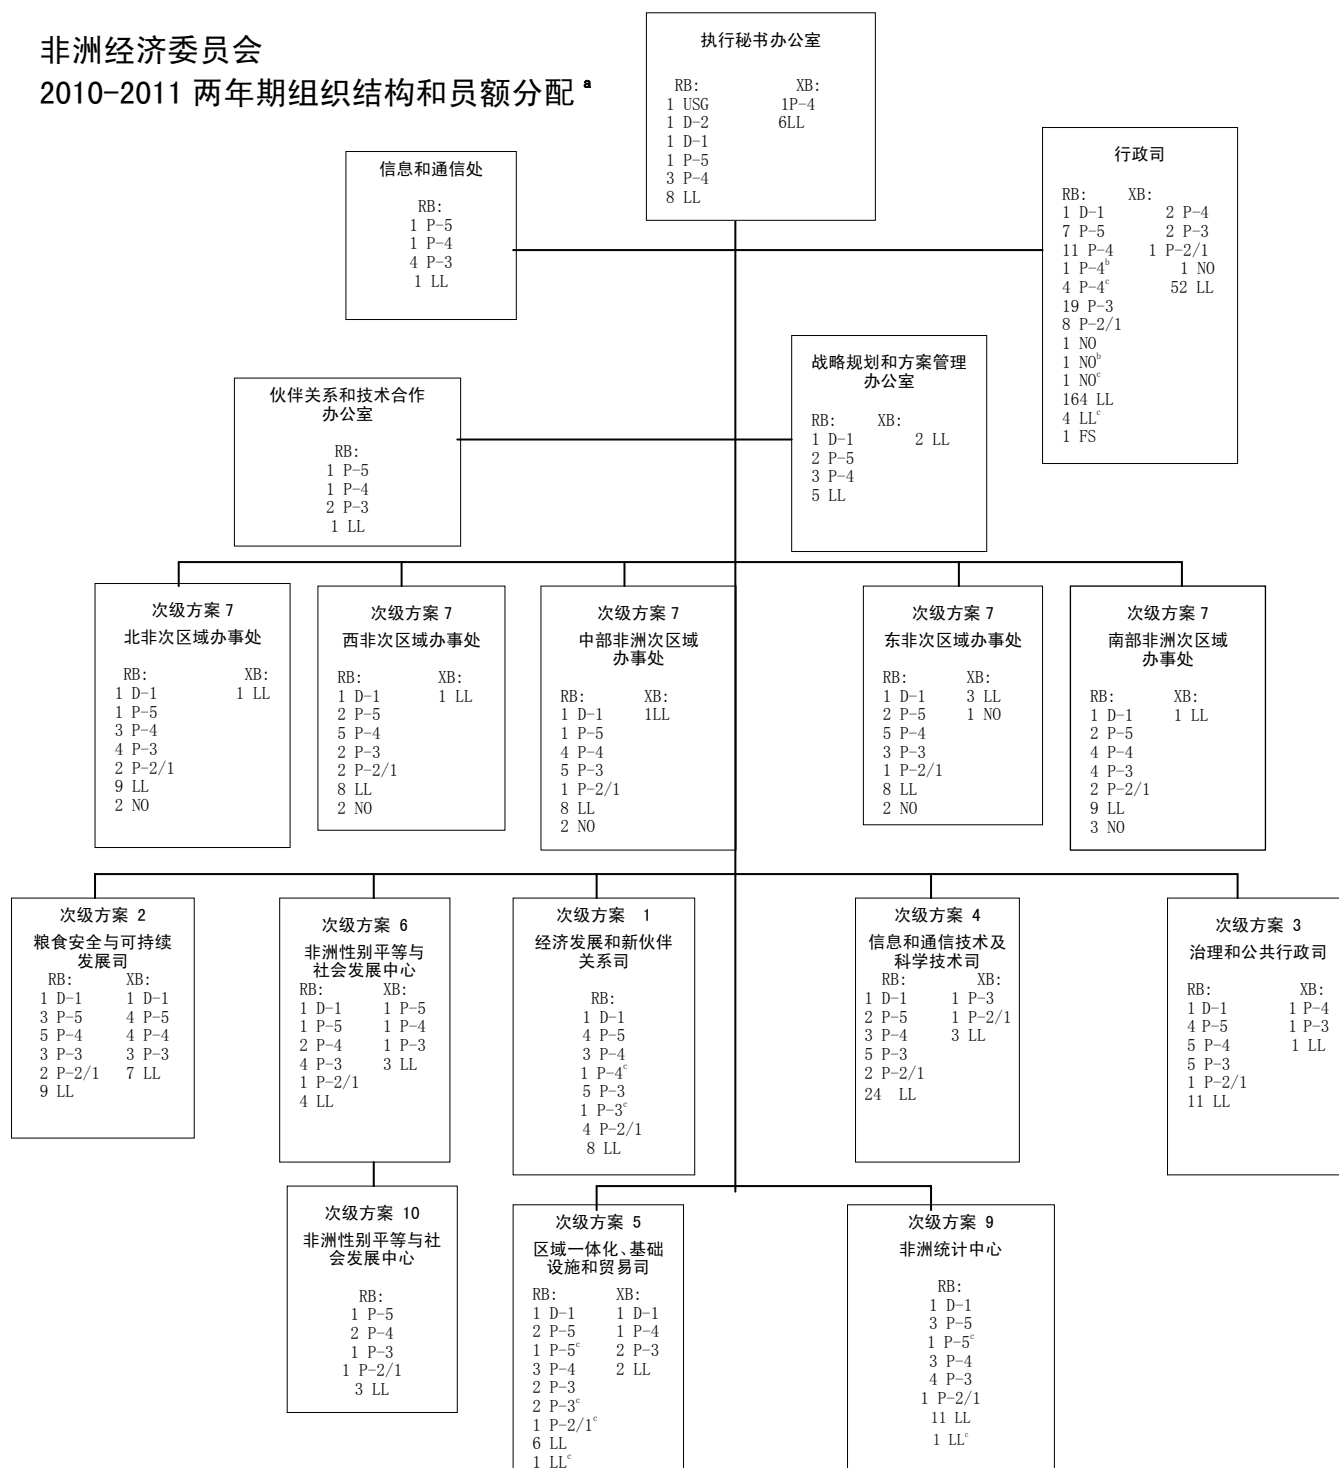 非洲经济委员会
2010-2011 两年期组织结构和员额分配 a
执行秘书办公室
RB: XB:
1 USG 1P-4
1 D-2 6LL
1 D-1
1 P-5
3 P-4
8 LL
信息和通信处
RB:
1 P-5
1 P-4
4 P-3
1 LL
行政司
RB: XB:
1 D-1 2 P-4
7 P-5 2 P-3
11 P-4 1 P-2/1
1 P-4b 1 NO
4 P-4c 52 LL
19 P-3
8 P-2/1
1 NO
1 NOb
1 NOc
164 LL
4 LLc
1 FS
伙伴关系和技术合作
办公室
RB:
1 P-5
1 P-4
2 P-3
1 LL
战略规划和方案管理
办公室
RB: XB:
1 D-1 2 LL
2 P-5
3 P-4
5 LL
次级方案 7
北非次区域办事处
RB: XB:
1 D-1 1 LL
1 P-5
3 P-4
4 P-3
2 P-2/1
9 LL
2 NO
次级方案 7
西非次区域办事处
RB: XB:
1 D-1 1 LL
2 P-5
5 P-4
2 P-3
2 P-2/1
8 LL
2 NO
次级方案 7
中部非洲次区域
办事处
RB: XB:
1 D-1 1LL
1 P-5
4 P-4
5 P-3
1 P-2/1
8 LL
2 NO
次级方案 7
东非次区域办事处
RB: XB:
1 D-1 3 LL
2 P-5 1 NO
5 P-4
3 P-3
1 P-2/1
8 LL
2 NO
次级方案 7
南部非洲次区域
办事处
RB: XB:
1 D-1 1 LL
2 P-5
4 P-4
4 P-3
2 P-2/1
9 LL
3 NO
次级方案 2
粮食安全与可持续
发展司
RB: XB:
1 D-1 1 D-1
3 P-5 4 P-5
5 P-4 4 P-4
3 P-3 3 P-3
2 P-2/1 7 LL
9 LL
次级方案 6
非洲性别平等与
社会发展中心
RB: XB:
1 D-1 1 P-5
1 P-5 1 P-4
2 P-4 1 P-3
4 P-3 3 LL
1 P-2/1
4 LL
次级方案 1
经济发展和新伙伴
关系司
RB:
1 D-1
4 P-5
3 P-4
1 P-4c
5 P-3
1 P-3c
4 P-2/1
8 LL
次级方案 4
信息和通信技术及
科学技术司
RB: XB:
1 D-1 1 P-3
2 P-5 1 P-2/1
3 P-4 3 LL
5 P-3
2 P-2/1
24 LL
次级方案 3
治理和公共行政司
RB: XB:
1 D-1 1 P-4
4 P-5 1 P-3
5 P-4 1 LL
5 P-3
1 P-2/1
11 LL
次级方案 10
非洲性别平等与社
会发展中心
RB:
1 P-5
2 P-4
1 P-3
1 P-2/1
3 LL
次级方案 5
区域一体化、基础
设施和贸易司
RB: XB:
1 D-1 1 D-1
2 P-5 1 P-4
1 P-5c 2 P-3
3 P-4 2 LL
2 P-3
2 P-3c
1 P-2/1c
6 LL
1 LLc
次级方案 9
非洲统计中心
RB:
1 D-1
3 P-5
1 P-5c
3 P-4
4 P-3
1 P-2/1
11 LL
1 LLc